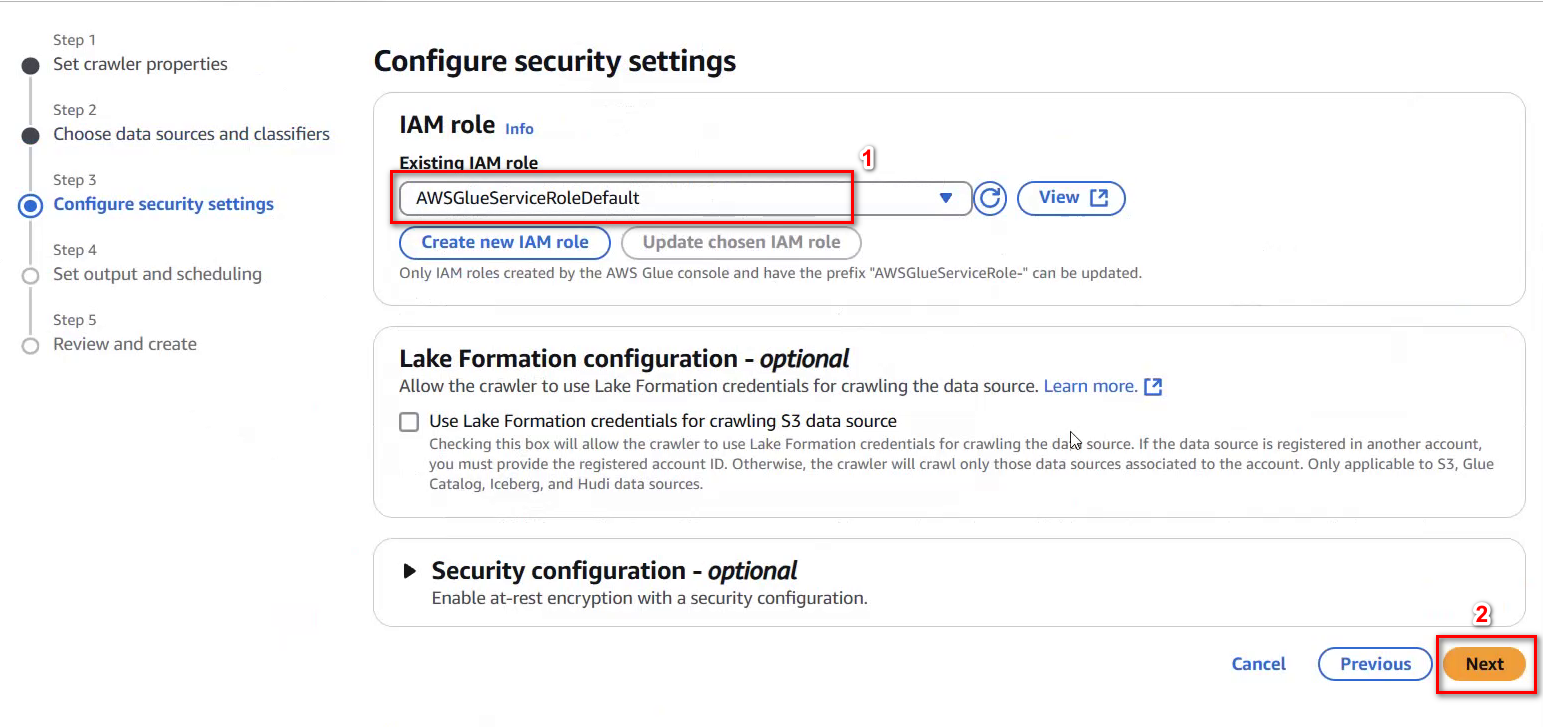 Step 1
Set crawler properties
Step 2
Choose data sources and classifiers
Step 3
Configure security settings
Step 4
Set output and scheduling
Step 5
Review and create
Configure security settings
IAM role Info
Existing IAM role
1
AWSGlueServiceRoleDefault
View
Create new IAM role
Update chosen IAM role
Only IAM roles created by the AWS Glue console and have the prefix "AWSGlueServiceRole-" can be updated.
Lake Formation configuration - optional
Allow the crawler to use Lake Formation credentials for crawling the data source. Learn more.
Use Lake Formation credentials for crawling S3 data source
Checking this box will allow the crawler to use Lake Formation credentials for crawling the data source. If the data source is registered in another account,
you must provide the registered account ID. Otherwise, the crawler will crawl only those data sources associated to the account. Only applicable to S3, Glue
Catalog, Iceberg, and Hudi data sources.
Security configuration - optional
Enable at-rest encryption with a security configuration.
2
Cancel
Previous
Next